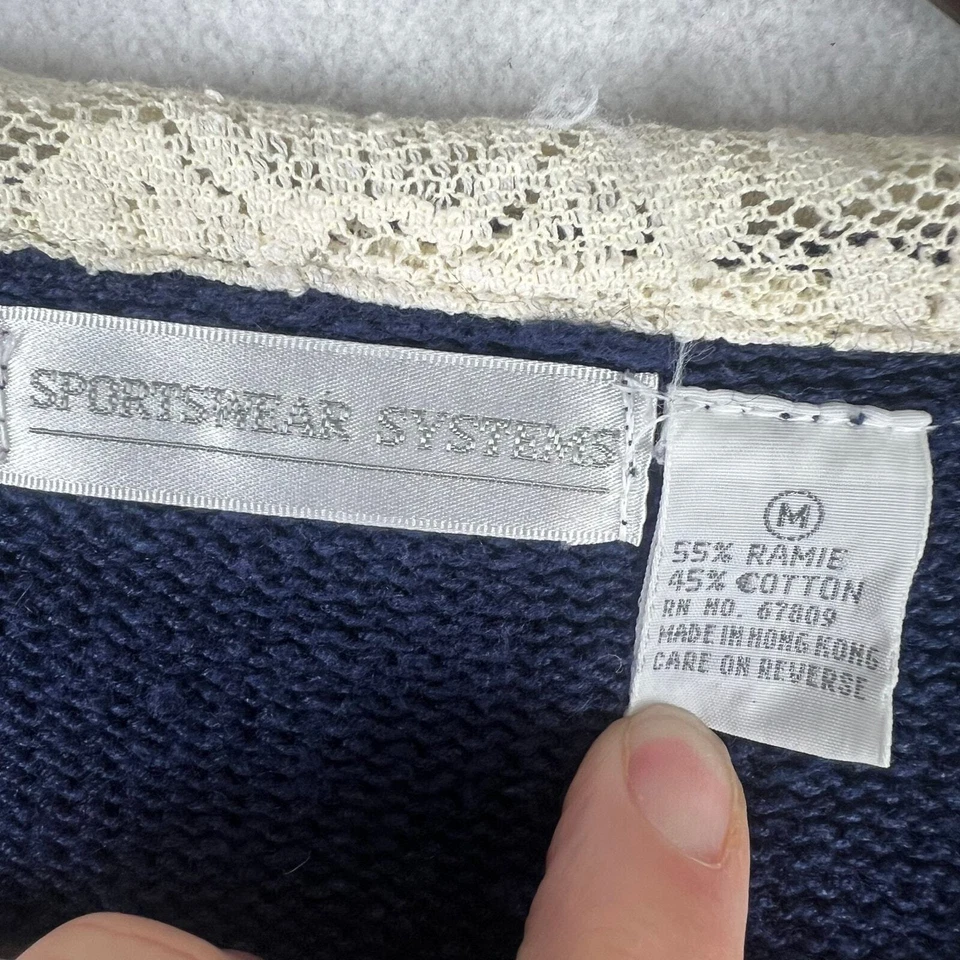 SPORTSWEAR SYSTEMS
M
55% RAMIE
45% COTTON
RN NO. 67809
MADE IN HONG KONG
CARE ON REVERSE